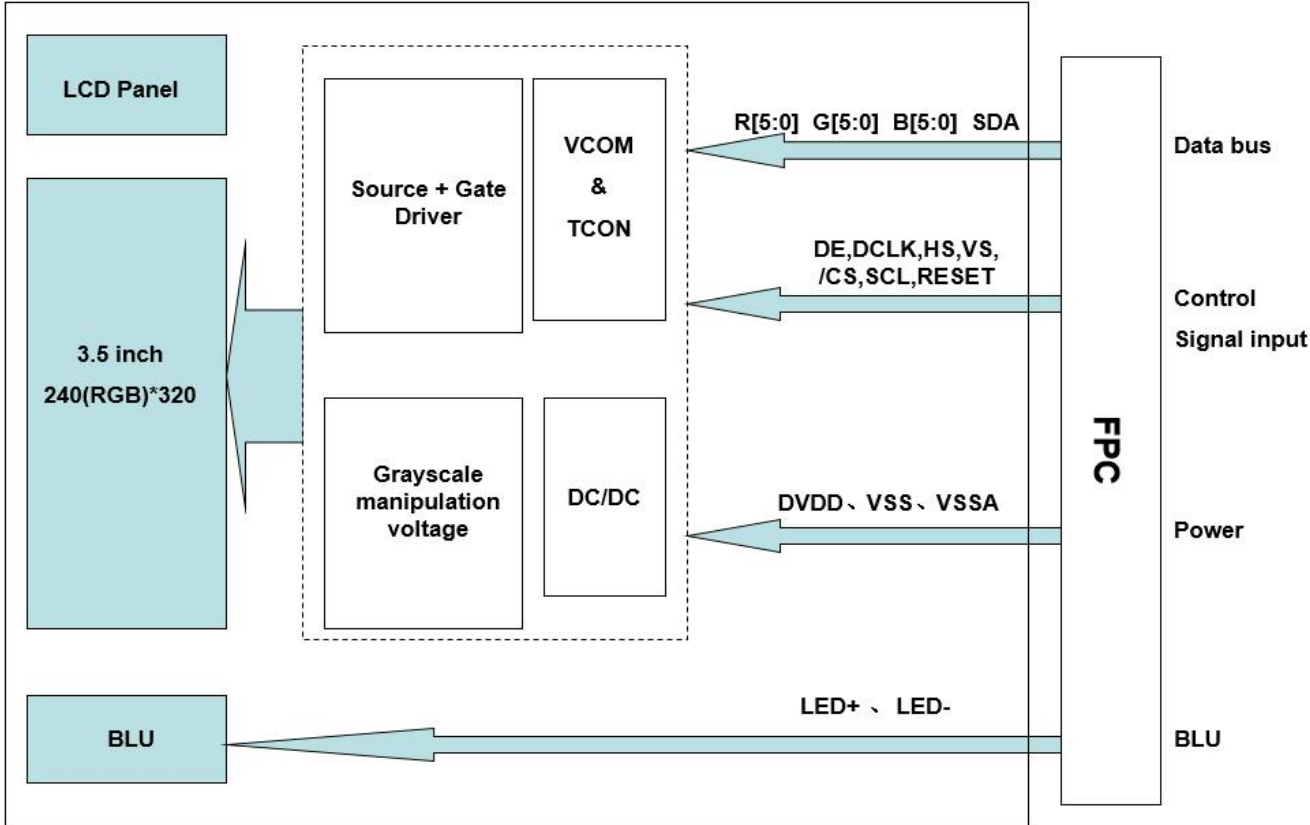 LCD Panel
3.5 inch
240(RGB)*320
BLU
Source + Gate
Driver
VCOM
&
TCON
Grayscale
manipulation
voltage
DC/DC
R[5:0] G[5:0] B[5:0] SDA
DE,DCLK,HS,VS,
/CS,SCL,RESET
DVDD、VSS、VSSA
LED+ 、 LED-
FPC
Data bus
Control
Signal input
Power
BLU